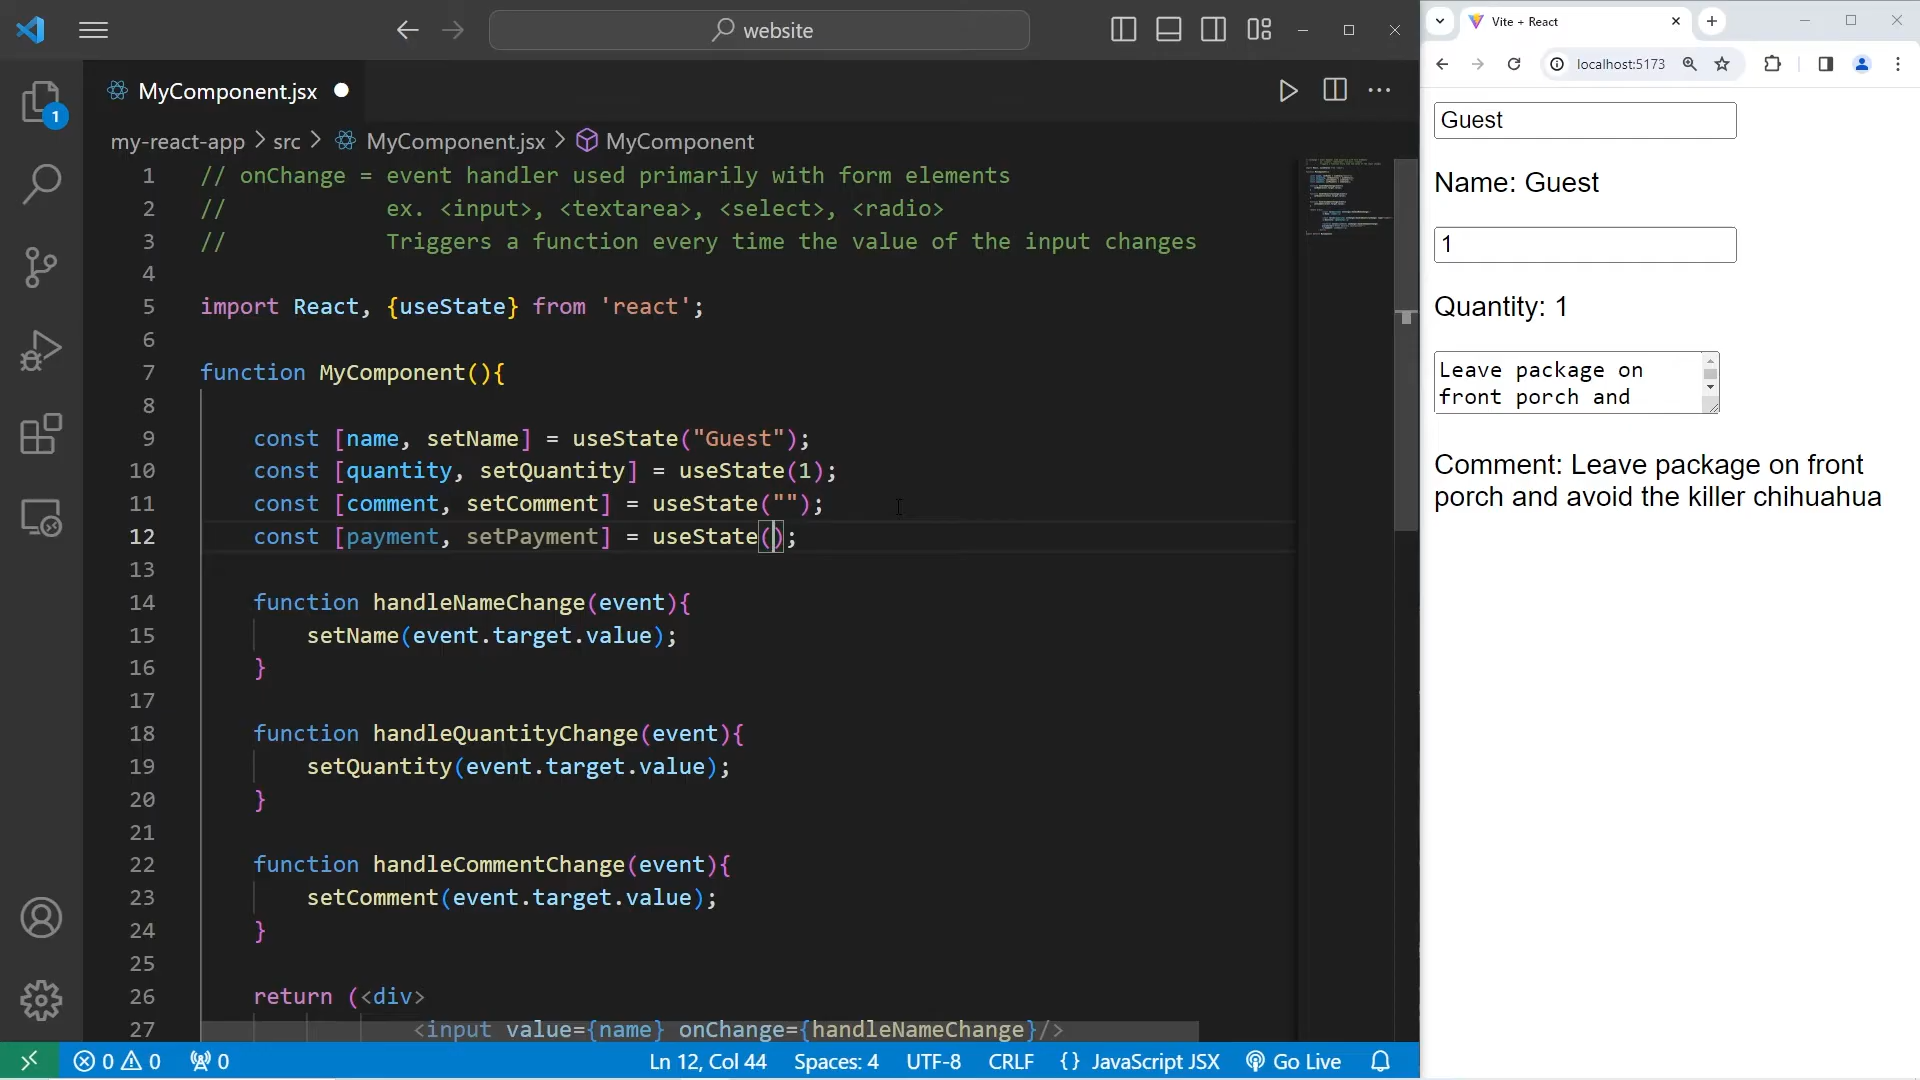 website
MyComponent.jsx
my-react-app > src > MyComponent.jsx > MyComponent
1
1 // onChange = event handler used primarily with form elements
2 //            ex. <input>, <textarea>, <select>, <radio>
3 //            Triggers a function every time the value of the input changes
4
5 import React, {useState} from 'react';
6
7 function MyComponent(){
8
9     const [name, setName] = useState("Guest");
10     const [quantity, setQuantity] = useState(1);
11     const [comment, setComment] = useState("");
12     const [payment, setPayment] = useState();
13
14     function handleNameChange(event){
15         setName(event.target.value);
16     }
17
18     function handleQuantityChange(event){
19         setQuantity(event.target.value);
20     }
21
22     function handleCommentChange(event){
23         setComment(event.target.value);
24     }
25
26     return (<div>
27                 <input value={name} onChange={handleNameChange}/>
0 0 0 Ln 12, Col 44 Spaces: 4 UTF-8 CRLF {} JavaScript JSX Go Live
Vite + React
localhost:5173
Guest
Name: Guest
1
Quantity: 1
Leave package on
front porch and
Comment: Leave package on front
porch and avoid the killer chihuahua